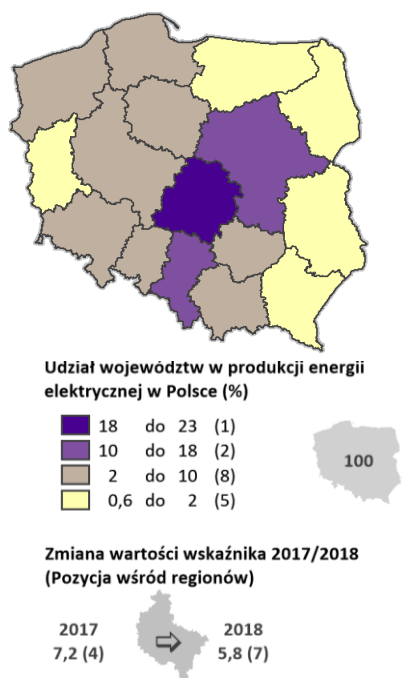 Udział województw w produkcji energii
elektrycznej w Polsce (%)
18 do 23 (1)
10 do 18 (2)
2 do 10 (8)
0,6 do 2 (5)
100
Zmiana wartości wskaźnika 2017/2018
(Pozycja wśród regionów)
2017 2018
7,2 (4) 5,8 (7)